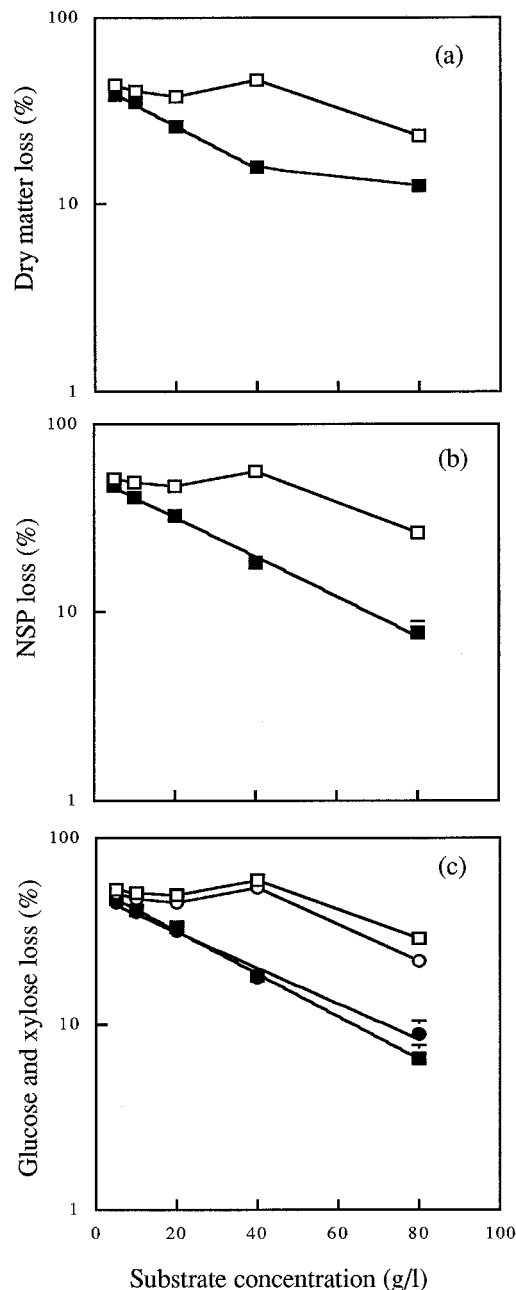 100
(a)
Dry matter loss (%)
10
1
100
(b)
NSP loss (%)
10
1
100
(c)
Glucose and xylose loss (%)
10
1
0 20 40 60 80 100
Substrate concentration (g/l)